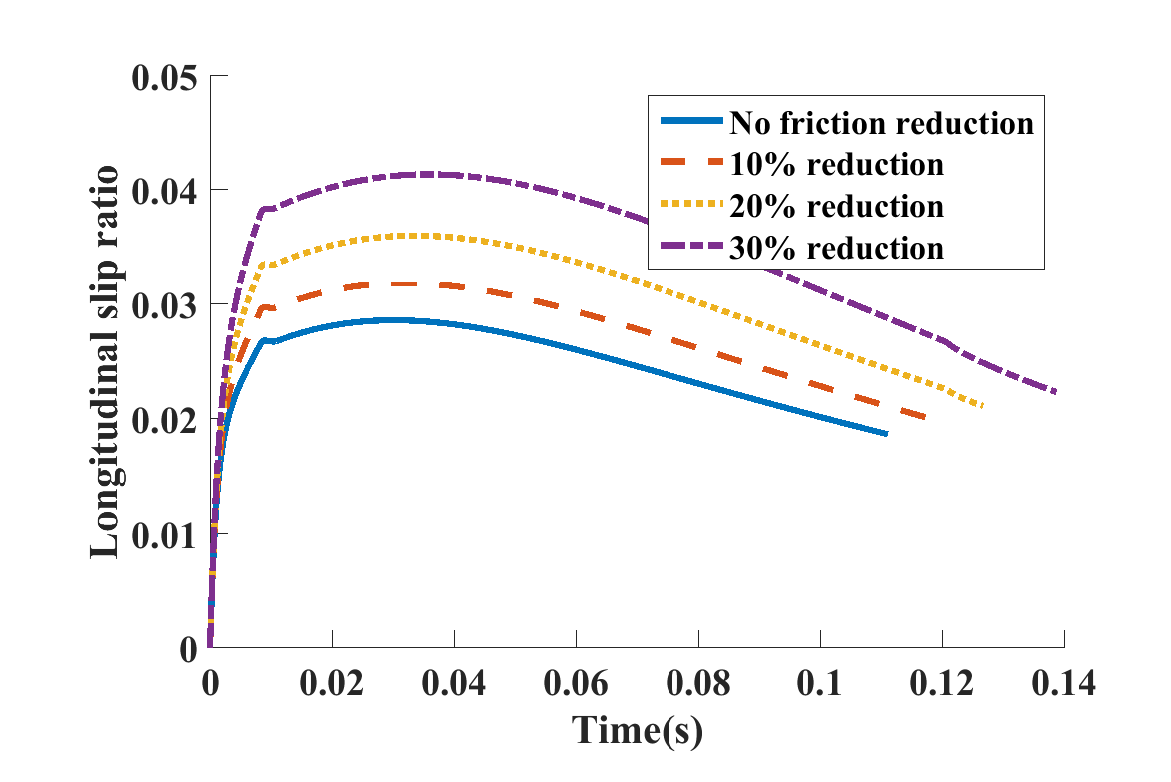 0.05
0.04
0.03
0.02
0.01
0
Longitudinal slip ratio
No friction reduction
10% reduction
20% reduction
30% reduction
0 0.02 0.04 0.06 0.08 0.1 0.12 0.14
Time(s)